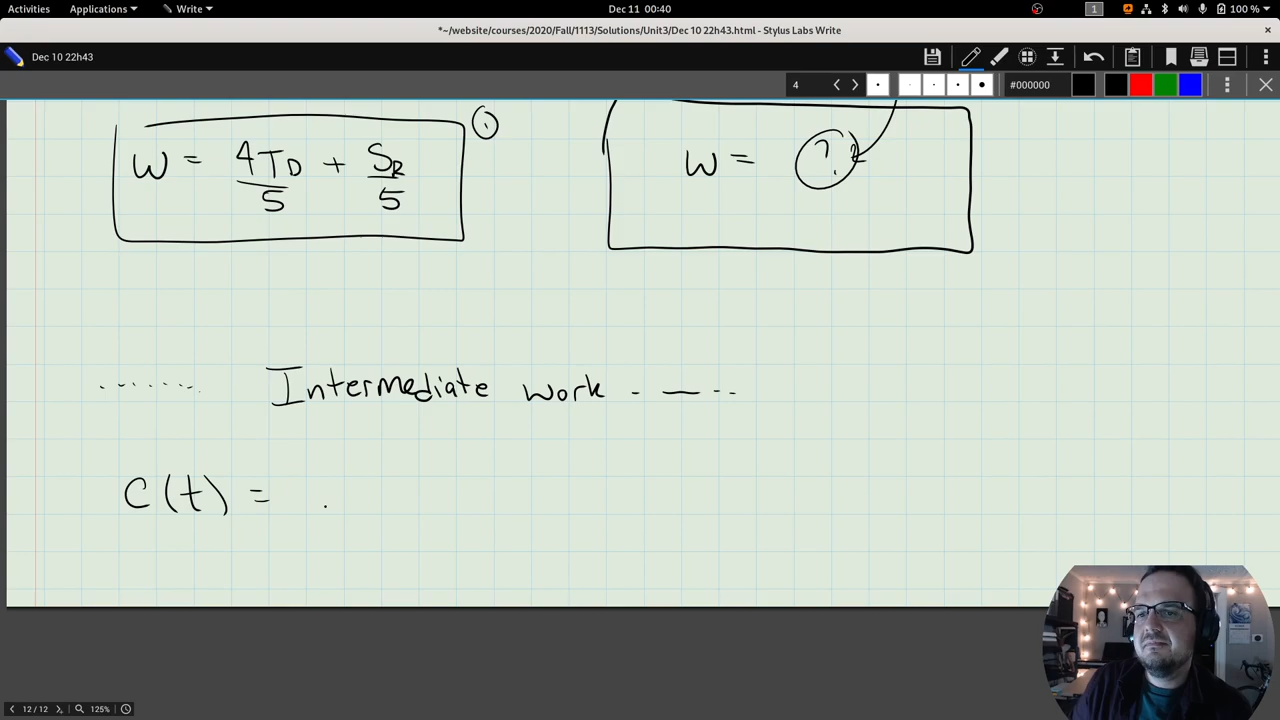 Activities Applications Write Dec 11 00:40 1 100 %
*~/website/courses/2020/Fall/1113/Solutions/Unit3/Dec 10 22h43.html - Stylus Labs Write
Dec 10 22h43
4 #000000
W = 4TD/5 + SR/5 ①
W = ??
Intermediate work
C(t) =
12 / 12 125%